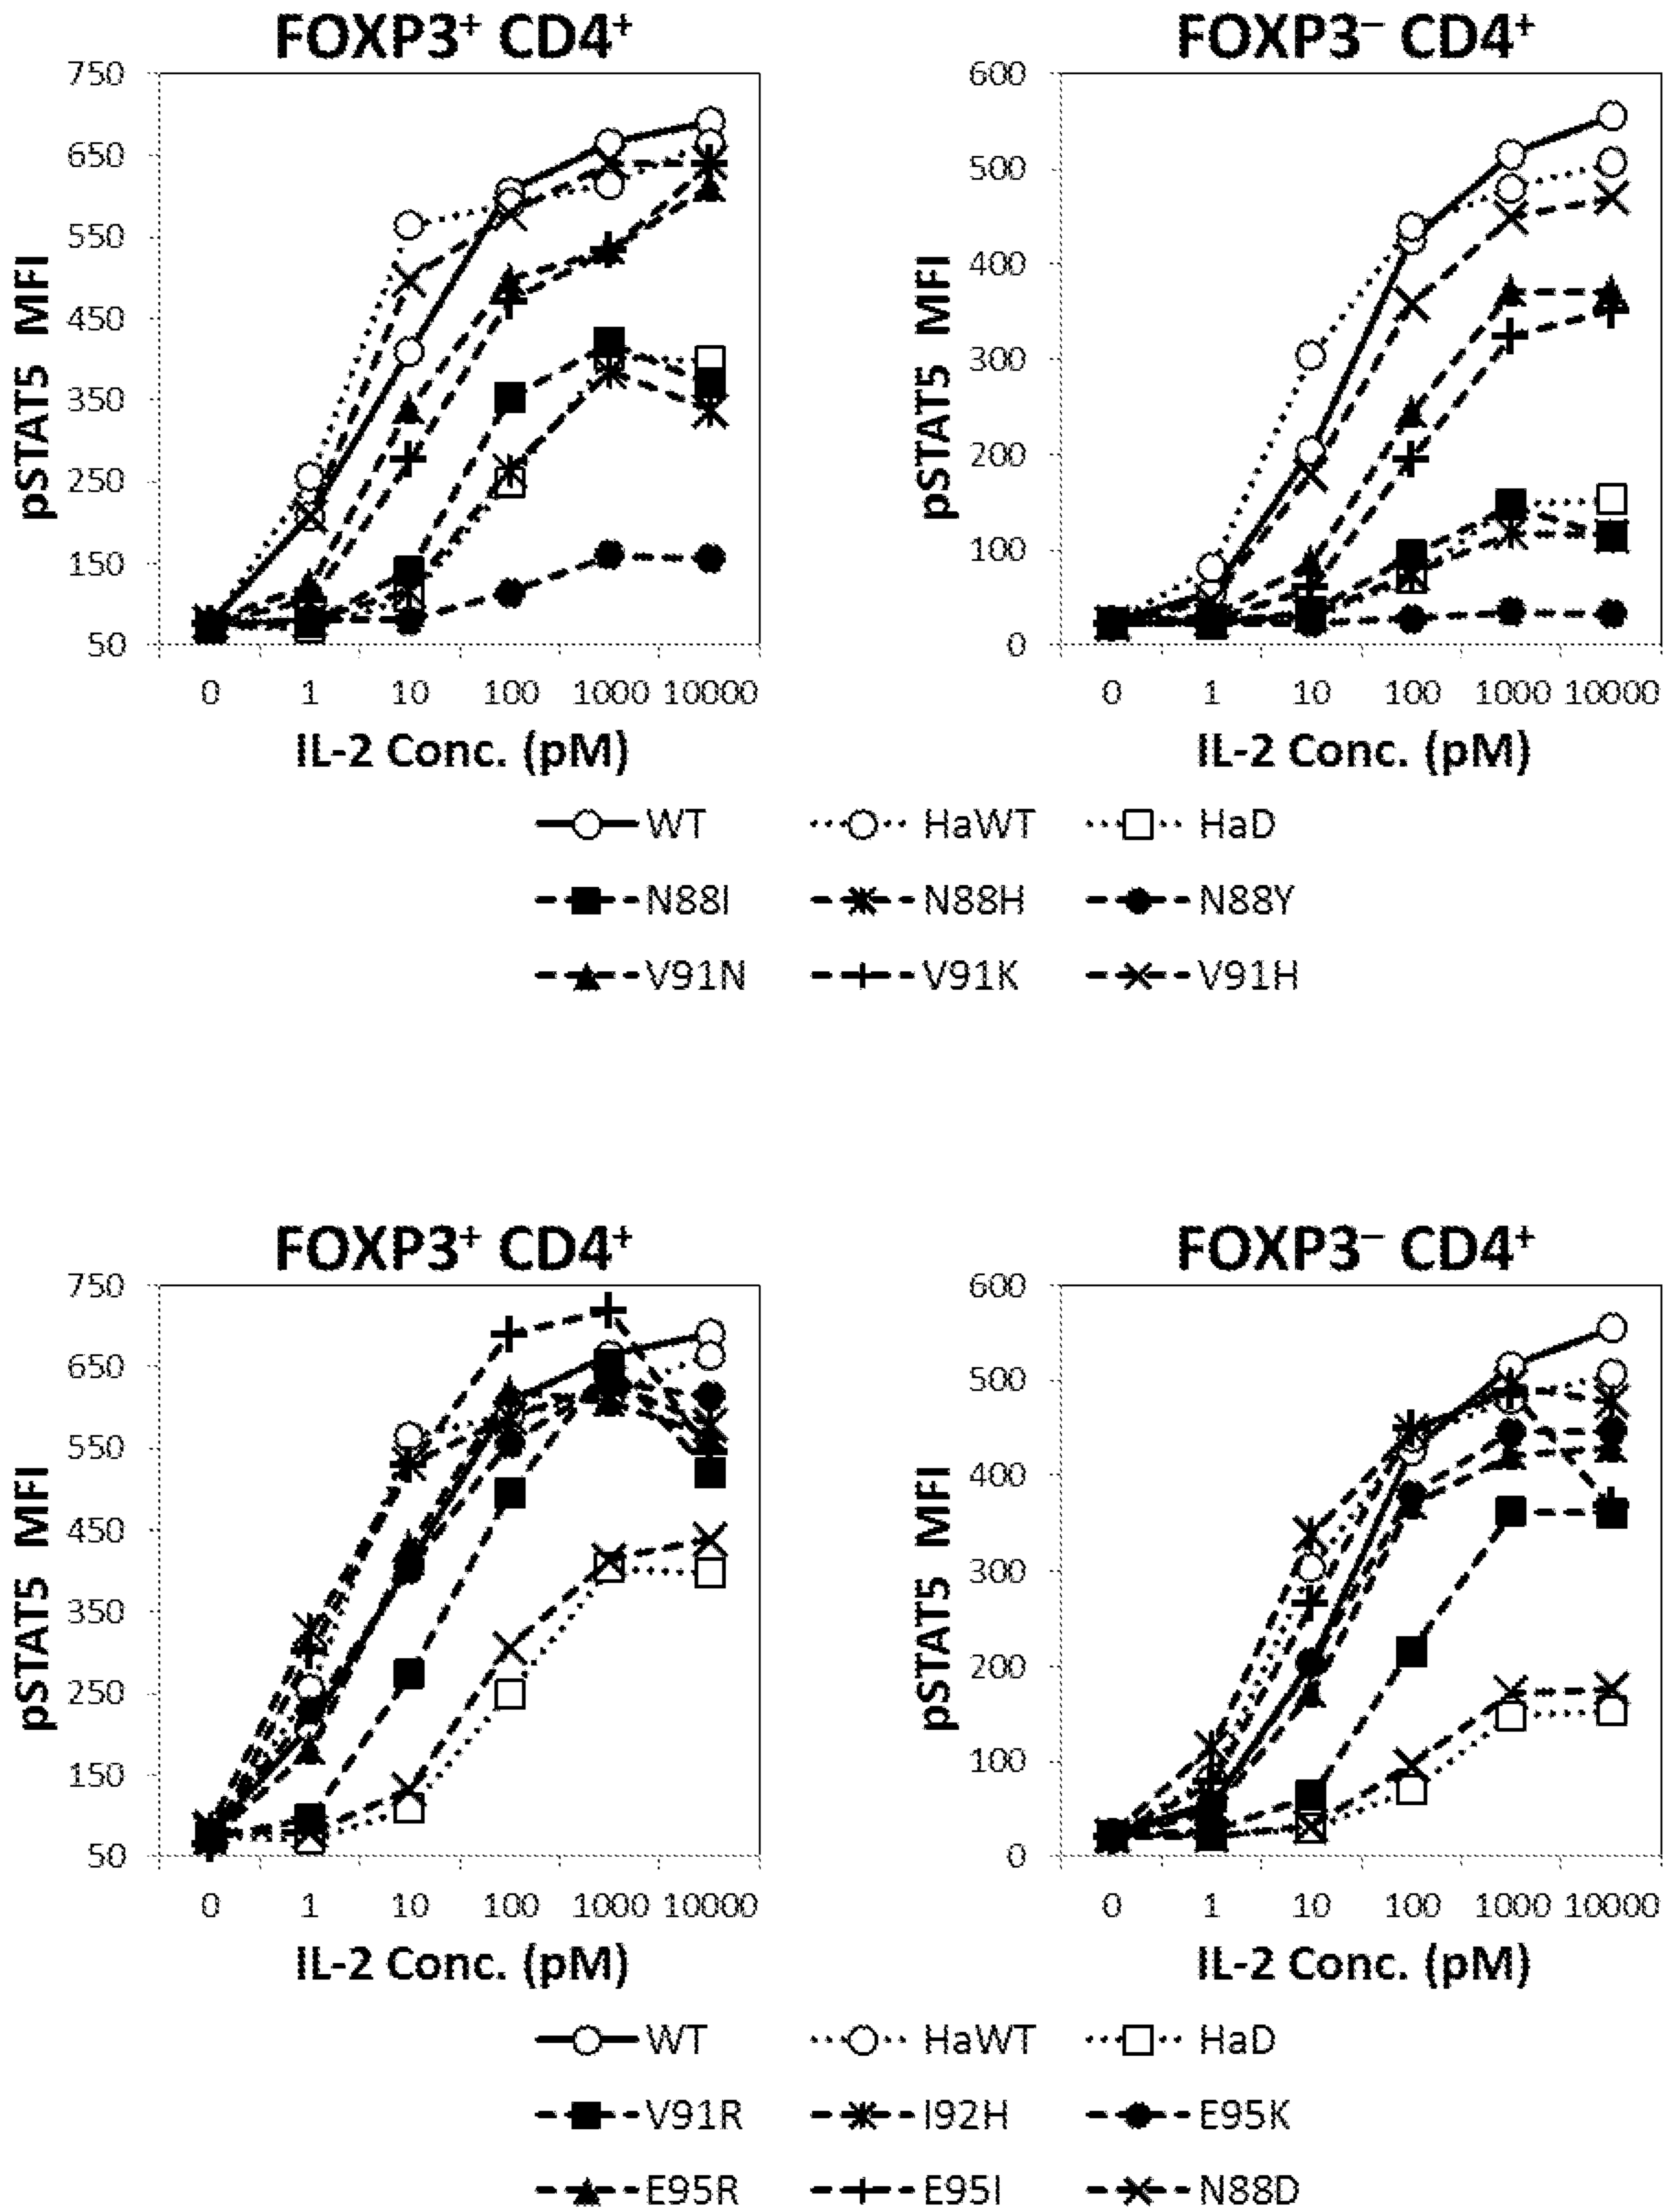 FOXP3⁺ CD4⁺
FOXP3⁻ CD4⁺
pSTAT5 MFI
750
650
550
450
350
250
150
50
0 1 10 100 1000 10000
IL-2 Conc. (pM)
pSTAT5 MFI
600
500
400
300
200
100
0
0 1 10 100 1000 10000
IL-2 Conc. (pM)
WT HaWT HaD
N88I N88H N88Y
V91N V91K V91H
FOXP3⁺ CD4⁺
FOXP3⁻ CD4⁺
pSTAT5 MFI
750
650
550
450
350
250
150
50
0 1 10 100 1000 10000
IL-2 Conc. (pM)
pSTAT5 MFI
600
500
400
300
200
100
0
0 1 10 100 1000 10000
IL-2 Conc. (pM)
WT HaWT HaD
V91R I92H E95K
E95R E95I N88D